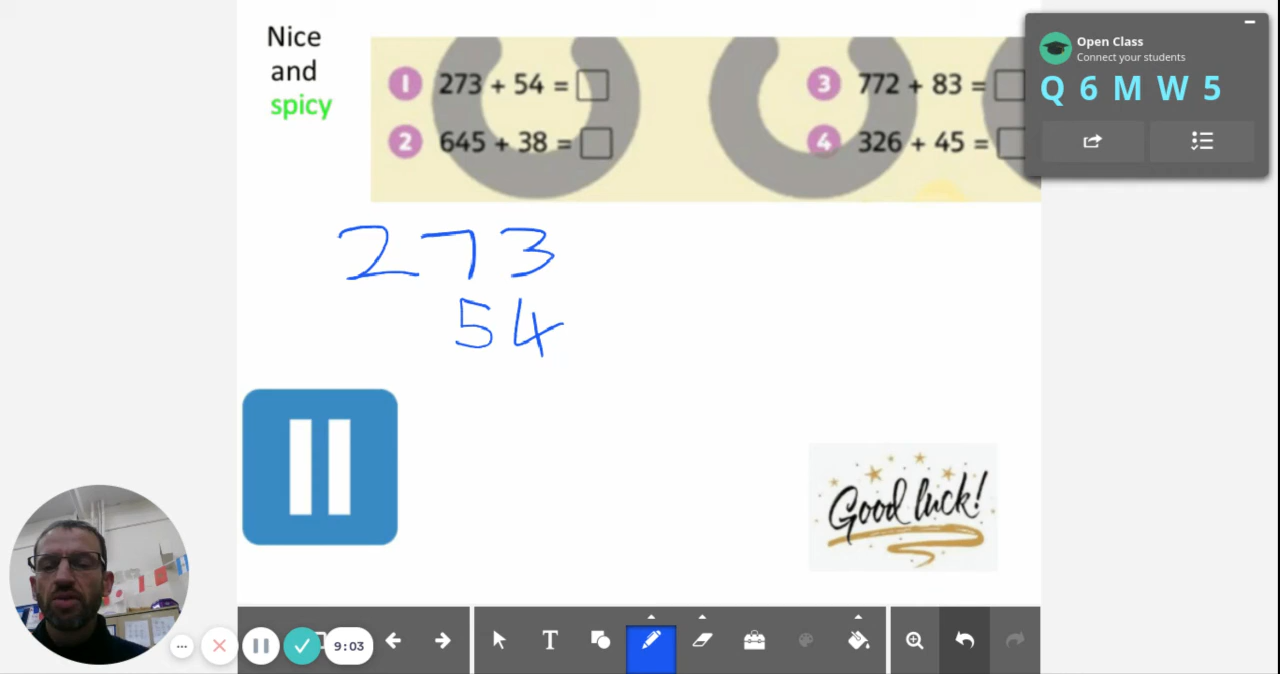 Nice
and
spicy
1 273 + 54 =
2 645 + 38 =
3 772 + 83 =
4 326 + 45 =
Open Class
Connect your students
Q 6 M W 5
273
54
Good luck!
9:03
T